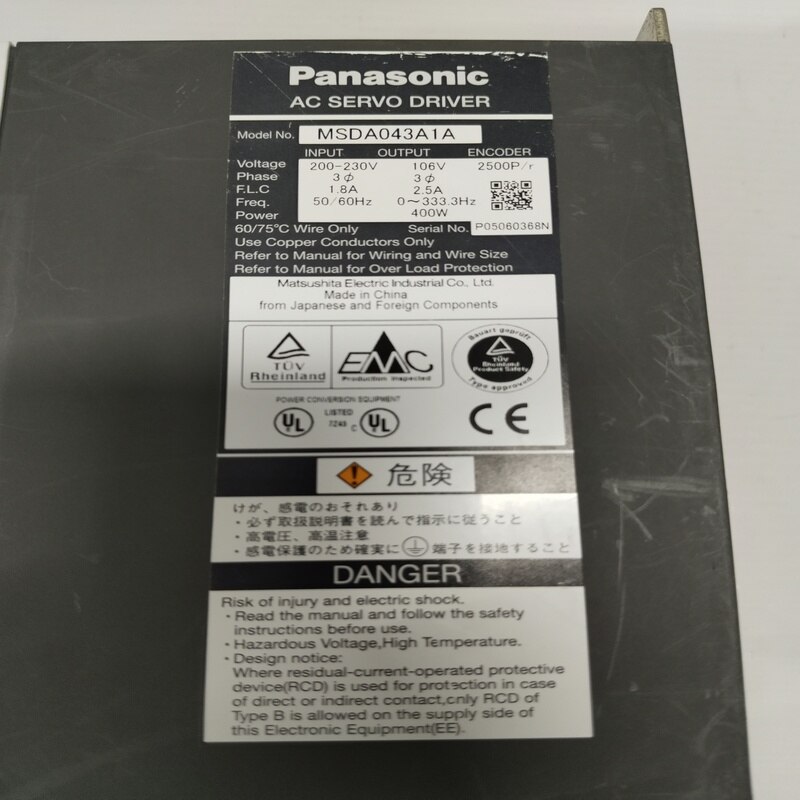 Panasonic
AC SERVO DRIVER
Model No. MSDA043A1A
INPUT OUTPUT ENCODER
Voltage 200-230V 106V 2500P/r
Phase 3ϕ 3ϕ
F.L.C 1.8A 2.5A
Freq. 50/60Hz 0～333.3Hz
Power 400W
60/75℃ Wire Only Serial No. P05060368N
Use Copper Conductors Only
Refer to Manual for Wiring and Wire Size
Refer to Manual for Over Load Protection
Matsushita Electric Industrial Co., Ltd.
Made in China
from Japanese and Foreign Components
TÜV
Rheinland
EMC
Production inspected
Bauart geprüft
TÜV
Rheinland
Product Safety
Type approved
POWER CONVERSION EQUIPMENT
UL LISTED C UL
CE
危険
けが、感電のおそれあり
・必ず取扱説明書を読んで指示に従うこと
・高電圧、高温注意
・感電保護のため確実に端子を接地すること
DANGER
Risk of injury and electric shock.
・Read the manual and follow the safety
instructions before use.
・Hazardous Voltage,High Temperature.
・Design notice:
Where residual-current-operated protective
device(RCD) is used for protection in case
of direct or indirect contact,only RCD of
Type B is allowed on the supply side of
this Electronic Equipment(EE).